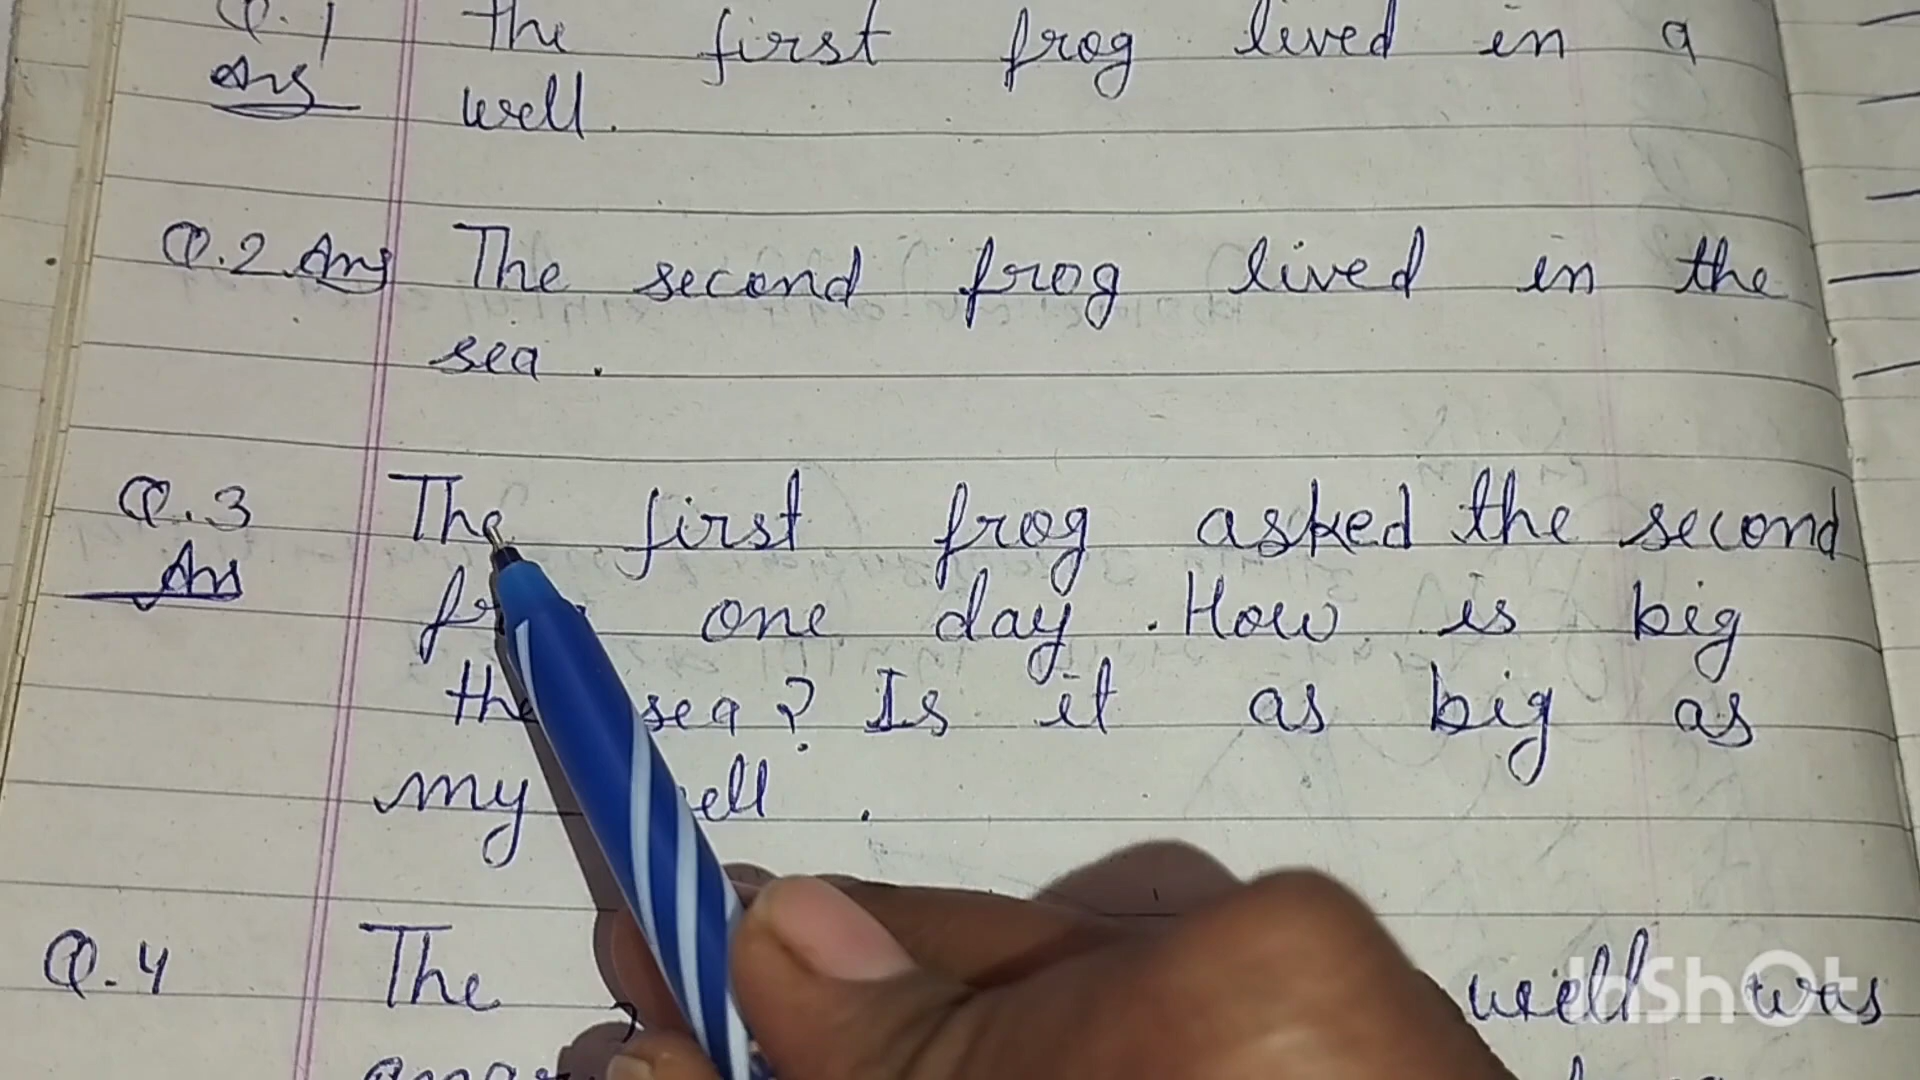 Q.1 The first frog lived in a
Ans well.
Q.2 Ans The second frog lived in the
sea.
Q.3 The first frog asked the second
Ans one day. How is big
the sea? Is it as big as
my
Q.4 The well was
InShOt